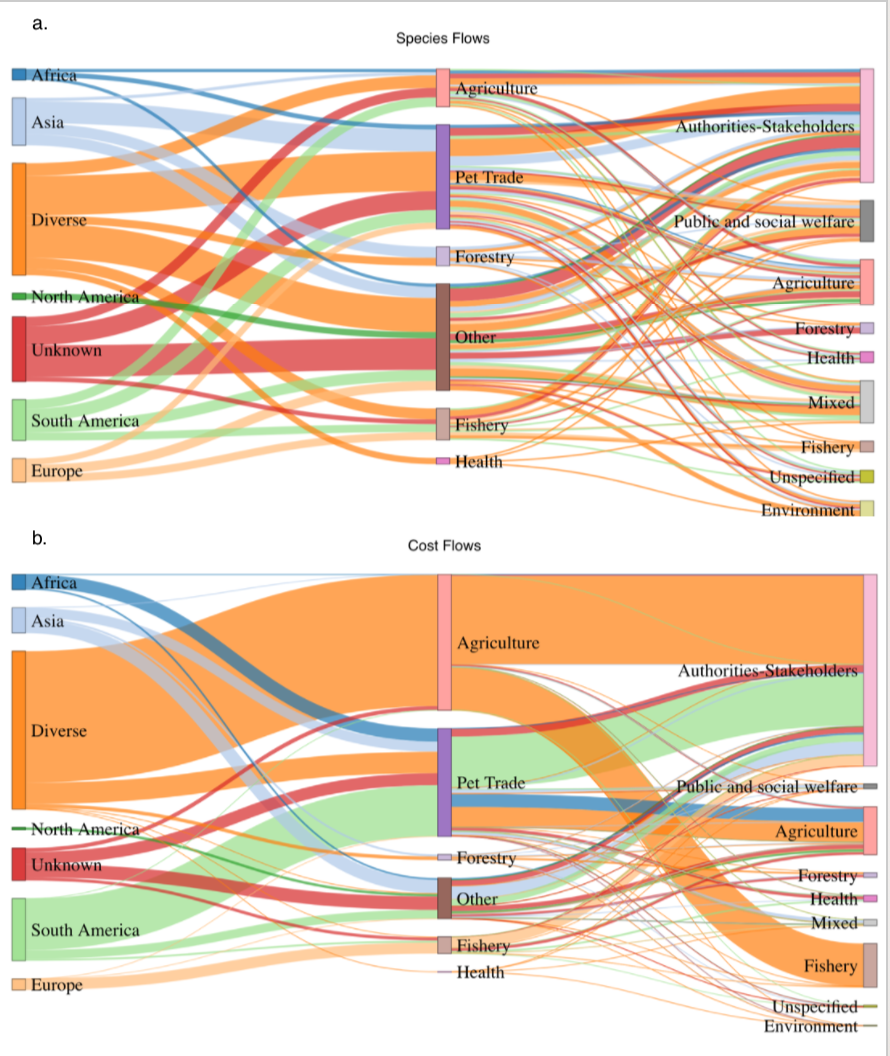 a.
Species Flows
Africa
Asia
Diverse
North America
Unknown
South America
Europe
Agriculture
Pet Trade
Forestry
Other
Fishery
Health
Authorities-Stakeholders
Public and social welfare
Agriculture
Forestry
Health
Mixed
Fishery
Unspecified
Environment
b.
Cost Flows
Africa
Asia
Diverse
North America
Unknown
South America
Europe
Agriculture
Pet Trade
Forestry
Other
Fishery
Health
Authorities-Stakeholders
Public and social welfare
Agriculture
Forestry
Health
Mixed
Fishery
Unspecified
Environment